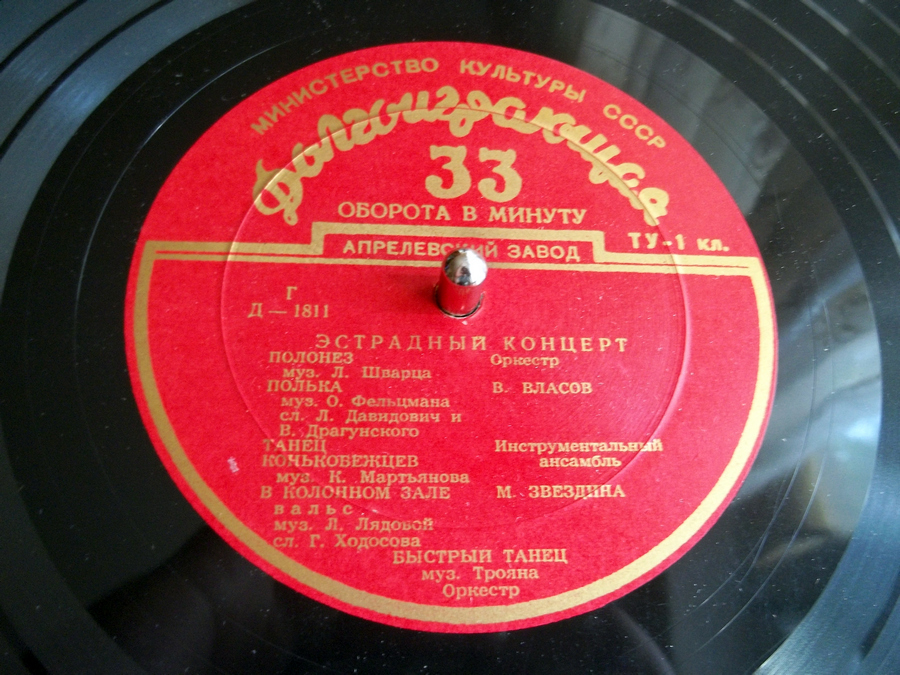 МИНИСТЕРСТВО КУЛЬТУРЫ СССР
Долгоиграющая
33
ОБОРОТА В МИНУТУ
АПРЕЛЕВСКИЙ ЗАВОД
ТУ-1 кл.
Г
Д — 1811
ЭСТРАДНЫЙ КОНЦЕРТ
ПОЛОНЕЗ Оркестр
муз. Л. Шварца
ПОЛЬКА В. ВЛАСОВ
муз. О. Фельцмана
сл. Л. Давидович и
В. Драгунского
ТАНЕЦ Инструментальный
КОНЬКОБЕЖЦЕВ ансамбль
муз. К. Мартьянова
В КОЛОННОМ ЗАЛЕ М. ЗВЕЗДИНА
вальс
муз. Л. Лядовой
сл. Г. Ходосова
БЫСТРЫЙ ТАНЕЦ
муз. Трояна
Оркестр